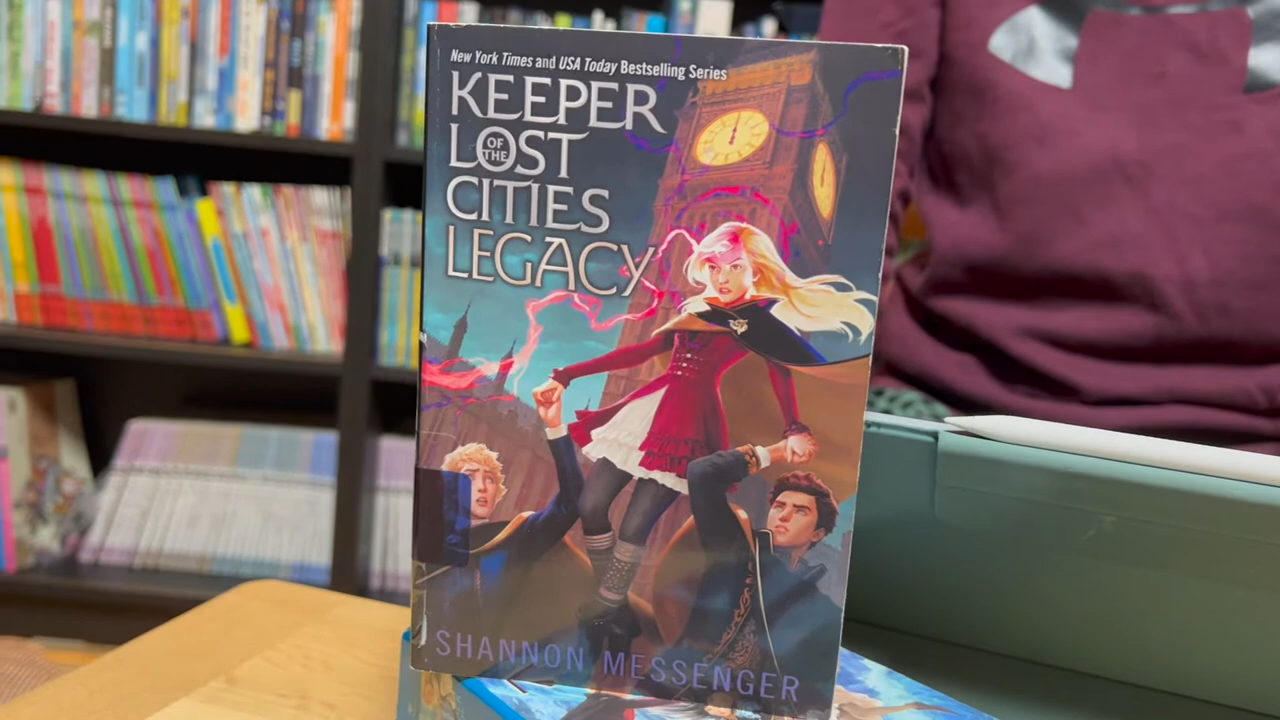 New York Times and USA Today Bestselling Series
KEEPER
OF THE
LOST
CITIES
LEGACY
SHANNON MESSENGER